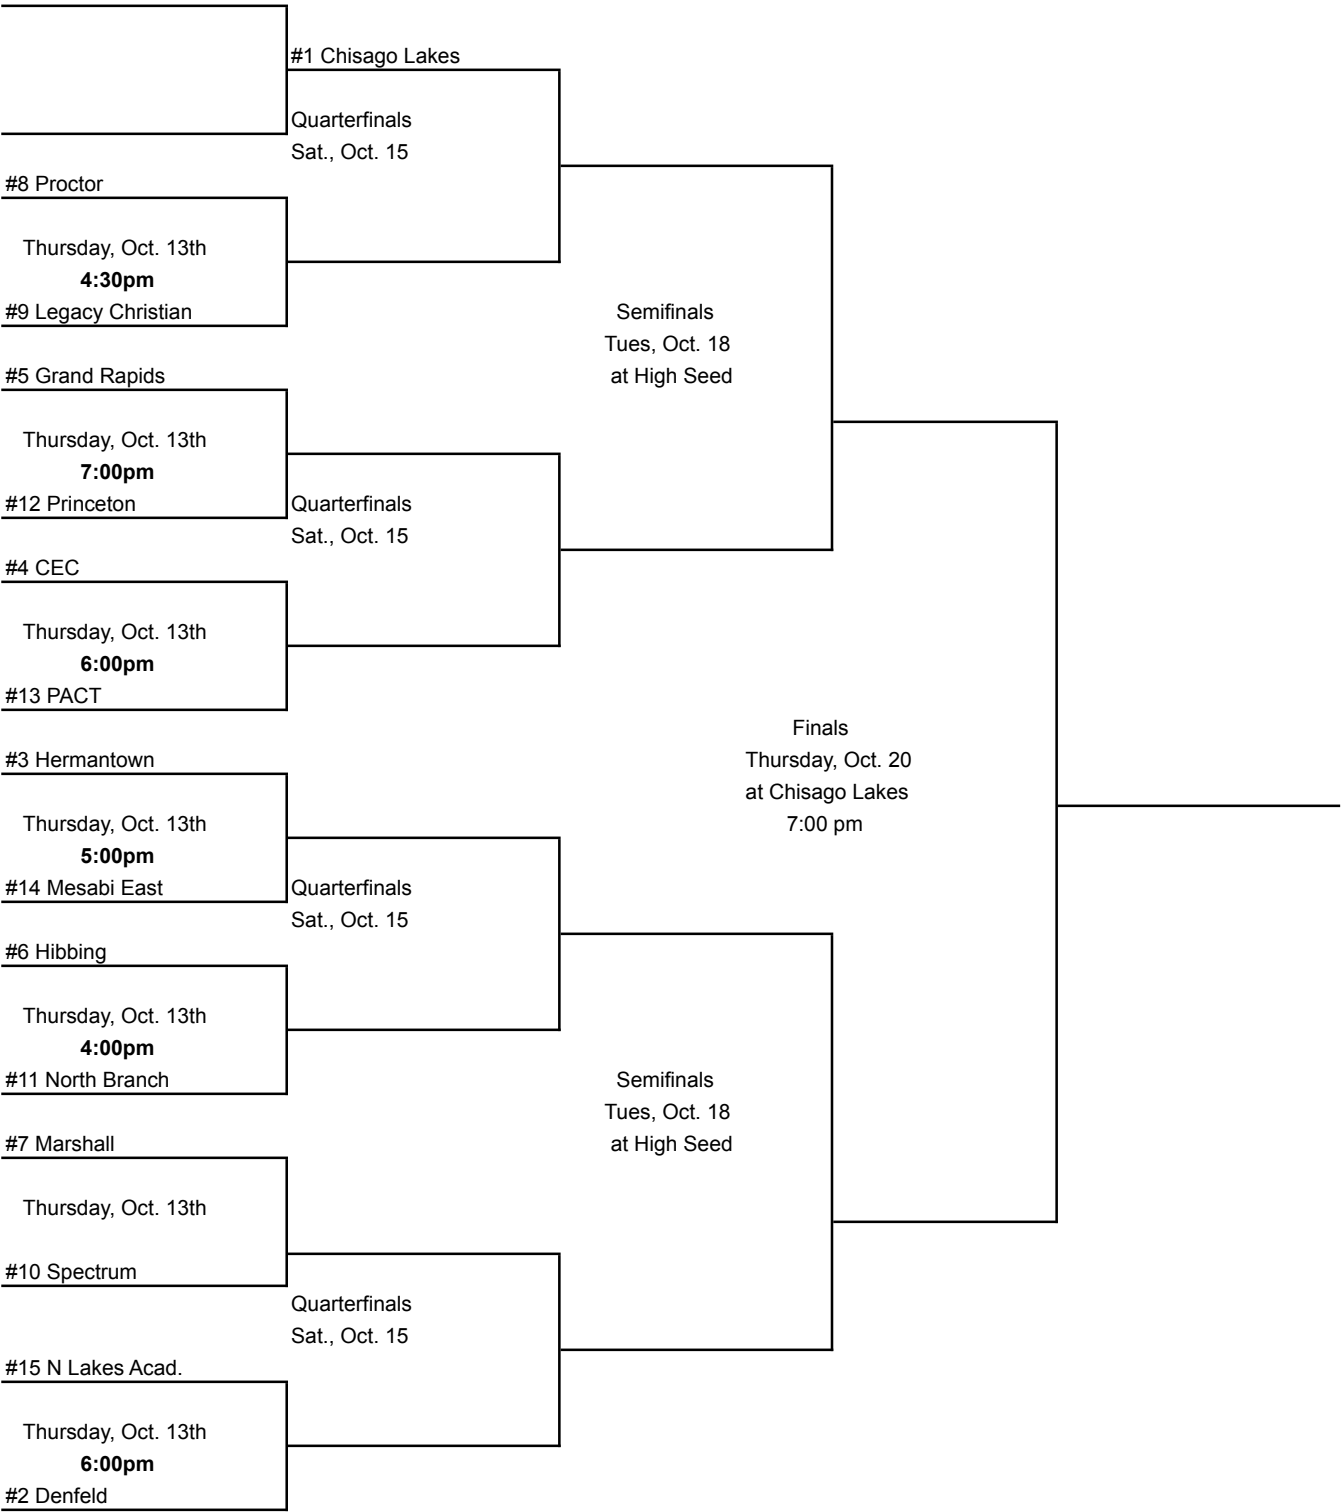 #1 Chisago Lakes
Quarterfinals
Sat., Oct. 15
#8 Proctor
Thursday, Oct. 13th
4:30pm
#9 Legacy Christian
Semifinals
Tues, Oct. 18
at High Seed
#5 Grand Rapids
Thursday, Oct. 13th
7:00pm
#12 Princeton
Quarterfinals
Sat., Oct. 15
#4 CEC
Thursday, Oct. 13th
6:00pm
#13 PACT
Finals
Thursday, Oct. 20
at Chisago Lakes
7:00 pm
#3 Hermantown
Thursday, Oct. 13th
5:00pm
#14 Mesabi East
Quarterfinals
Sat., Oct. 15
#6 Hibbing
Thursday, Oct. 13th
4:00pm
#11 North Branch
Semifinals
Tues, Oct. 18
at High Seed
#7 Marshall
Thursday, Oct. 13th
#10 Spectrum
Quarterfinals
Sat., Oct. 15
#15 N Lakes Acad.
Thursday, Oct. 13th
6:00pm
#2 Denfeld